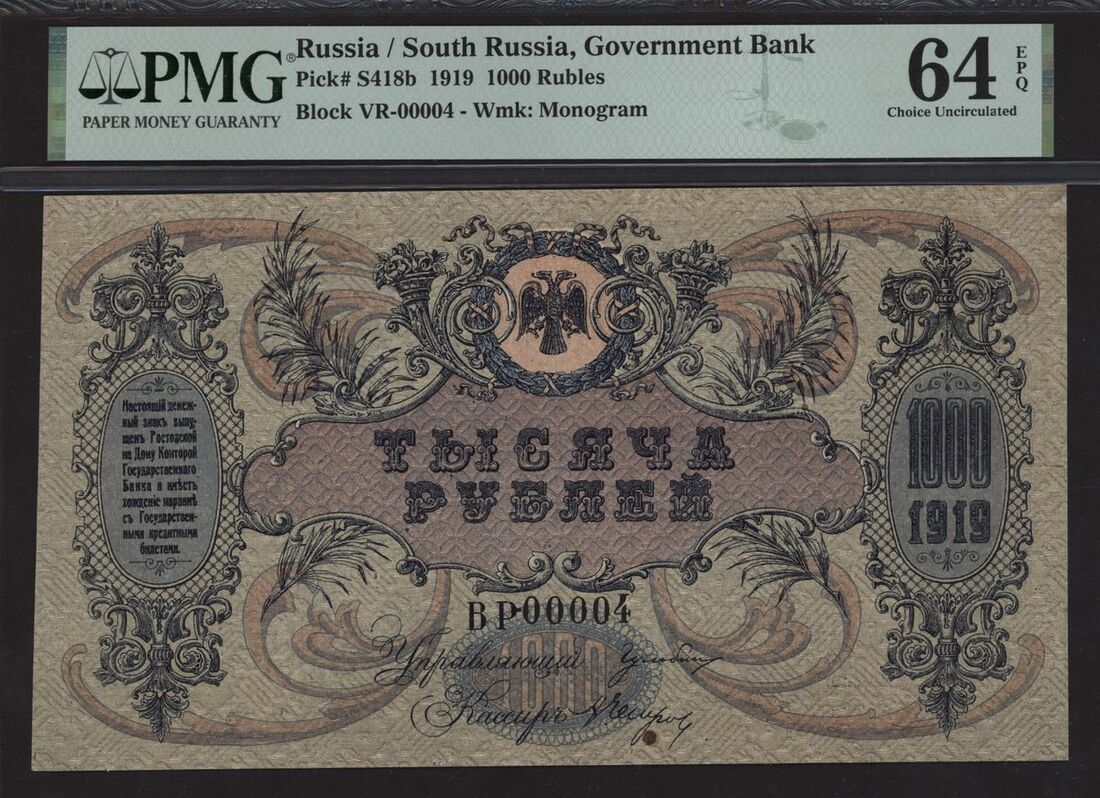 PMG®
PAPER MONEY GUARANTY
Russia / South Russia, Government Bank
Pick# S418b 1919 1000 Rubles
Block VR-00004 - Wmk: Monogram
64 EPQ
Choice Uncirculated
Настоящій денеж-
ный знакъ выпу-
щенъ Ростовской
на Дону Конторой
Государственнаго
Банка и имѣетъ
хожденіе наравнѣ
съ Государствен-
ными кредитными
билетами.
ТЫСЯЧА
РУБЛЕЙ
1000
1919
ВР00004
1000
Управляющій
Кассиръ